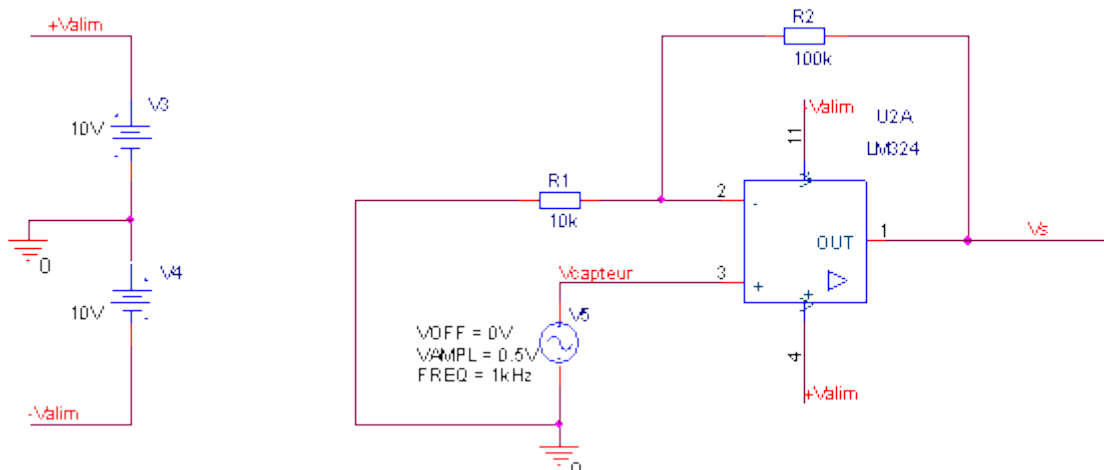 +Valim
V3
10V
0
V4
10V
-Valim
R2
100k
-Valim
11
U2A
LM324
R1
10k
2
-
OUT
1
Vs
Vcapteur
3
+
V5
VOFF = 0V
VAMPL = 0.5V
FREQ = 1kHz
4
+Valim
0